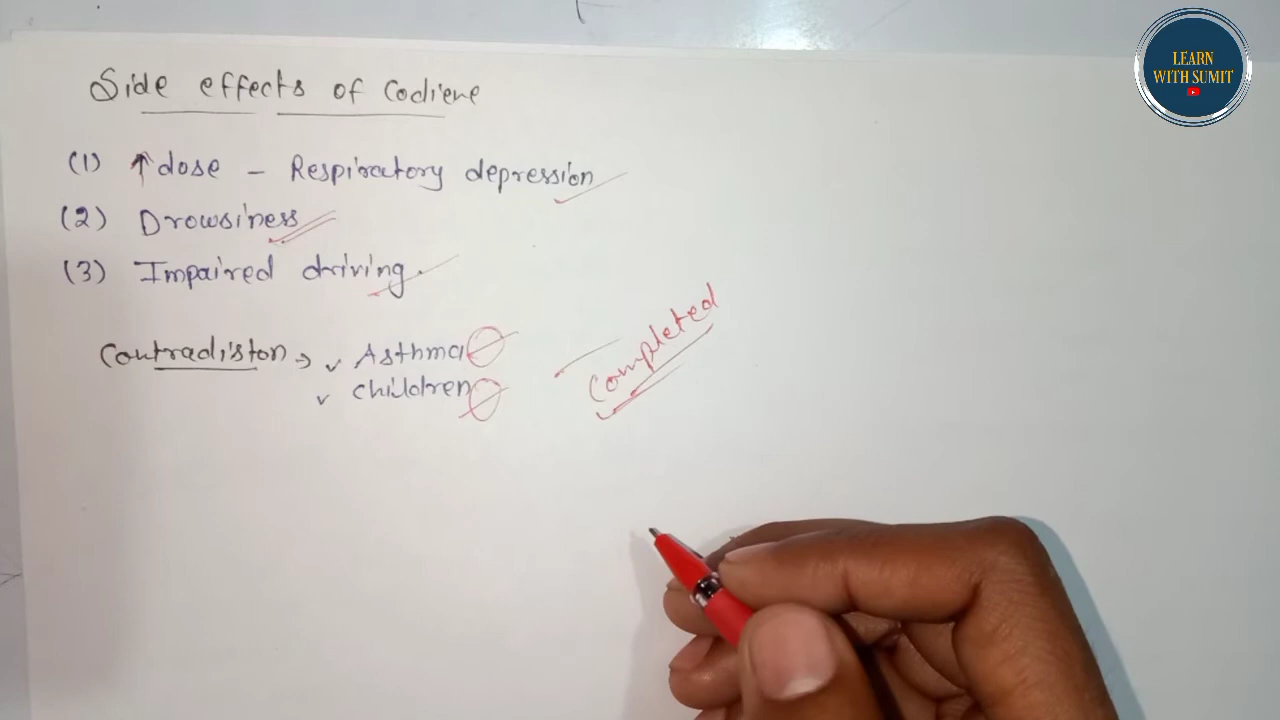 Side effects of Codiene
(1) ↑ dose – Respiratory depression
(2) Drowsiness
(3) Impaired driving.
Contradiston → ✓ Asthma
✓ children
Completed
LEARN
WITH SUMIT